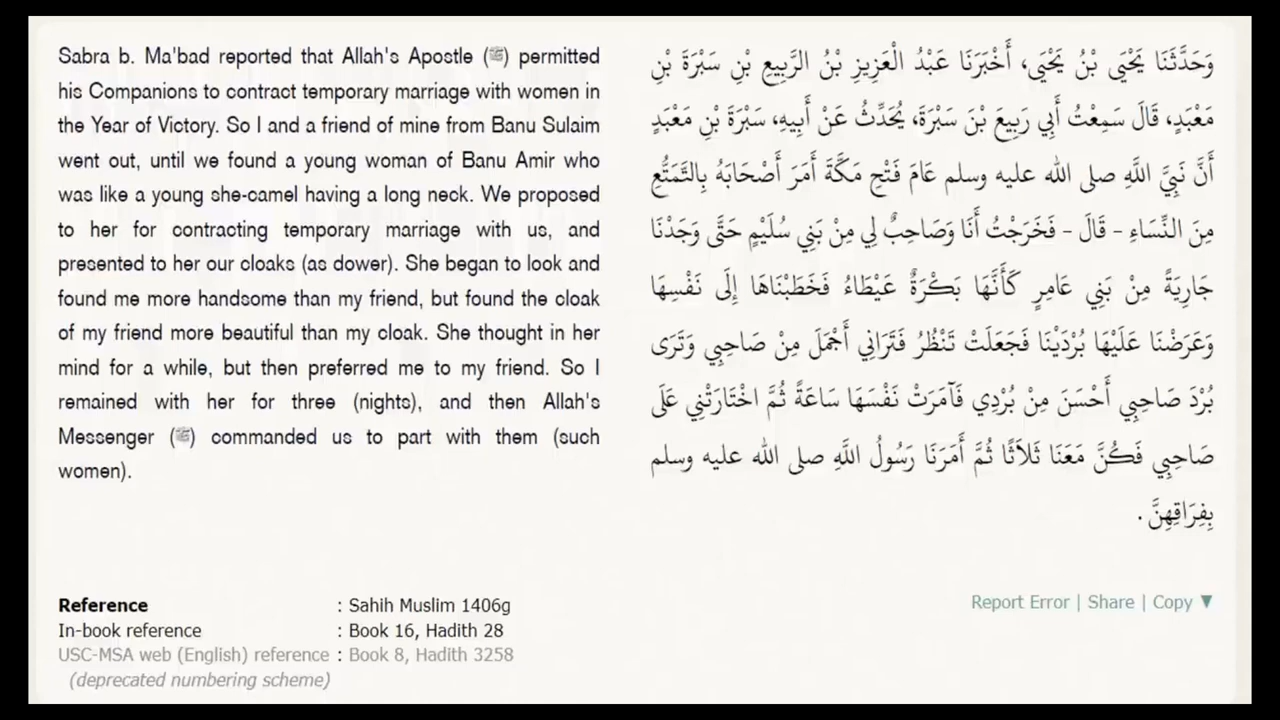 Sabra b. Ma'bad reported that Allah's Apostle (ﷺ) permitted
his Companions to contract temporary marriage with women in
the Year of Victory. So I and a friend of mine from Banu Sulaim
went out, until we found a young woman of Banu Amir who
was like a young she-camel having a long neck. We proposed
to her for contracting temporary marriage with us, and
presented to her our cloaks (as dower). She began to look and
found me more handsome than my friend, but found the cloak
of my friend more beautiful than my cloak. She thought in her
mind for a while, but then preferred me to my friend. So I
remained with her for three (nights), and then Allah's
Messenger (ﷺ) commanded us to part with them (such
women).
وَحَدَّثَنَا يَحْيَى بْنُ يَحْيَى، أَخْبَرَنَا عَبْدُ الْعَزِيزِ بْنُ الرَّبِيعِ بْنِ سَبْرَةَ بْنِ
مَعْبَدٍ، قَالَ سَمِعْتُ أَبِي رَبِيعَ بْنَ سَبْرَةَ، يُحَدِّثُ عَنْ أَبِيهِ، سَبْرَةَ بْنِ مَعْبَدٍ
أَنَّ نَبِيَّ اللَّهِ صلى الله عليه وسلم عَامَ فَتْحِ مَكَّةَ أَمَرَ أَصْحَابَهُ بِالتَّمَتُّعِ
مِنَ النِّسَاءِ - قَالَ - فَخَرَجْتُ أَنَا وَصَاحِبٌ لِي مِنْ بَنِي سُلَيْمٍ حَتَّى وَجَدْنَا
جَارِيَةً مِنْ بَنِي عَامِرٍ كَأَنَّهَا بَكْرَةٌ عَيْطَاءُ فَخَطَبْنَاهَا إِلَى نَفْسِهَا
وَعَرَضْنَا عَلَيْهَا بُرْدَيْنَا فَجَعَلَتْ تَنْظُرُ فَتَرَانِي أَجْمَلَ مِنْ صَاحِبِي وَتَرَى
بُرْدَ صَاحِبِي أَحْسَنَ مِنْ بُرْدِي فَآمَرَتْ نَفْسَهَا سَاعَةً ثُمَّ اخْتَارَتْنِي عَلَى
صَاحِبِي فَكُنَّ مَعَنَا ثَلاَثًا ثُمَّ أَمَرَنَا رَسُولُ اللَّهِ صلى الله عليه وسلم
بِفِرَاقِهِنَّ .
Reference : Sahih Muslim 1406g
In-book reference : Book 16, Hadith 28
USC-MSA web (English) reference : Book 8, Hadith 3258
(deprecated numbering scheme)
Report Error | Share | Copy ▼